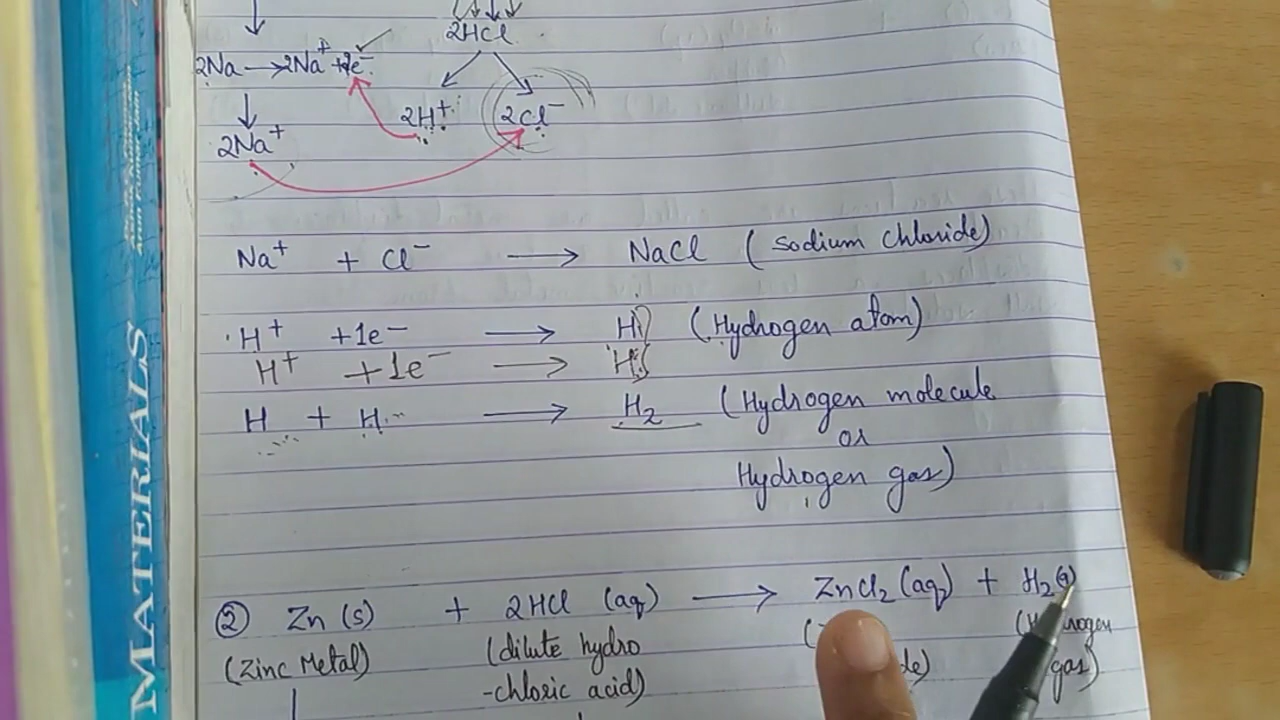 2HCl
2Na → 2Na⁺ + 2e⁻
2H⁺ 2Cl⁻
2Na⁺
Na⁺ + Cl⁻ → NaCl (Sodium chloride)
H⁺ +1e⁻ → H (Hydrogen atom)
H⁺ +1e⁻ → H
H + H → H₂ (Hydrogen molecule
or
Hydrogen gas)
② Zn (s) + 2HCl (aq) → ZnCl₂ (aq) + H₂(g)
(Zinc Metal) (dilute hydro
-chloric acid) gas)
MATERIALS